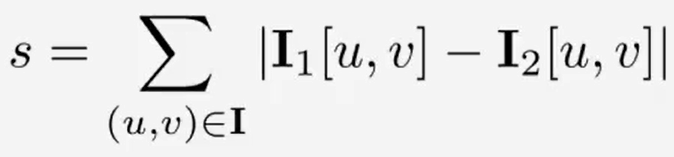 s = ∑ |I₁[u, v] − I₂[u, v]|
(u,v)∈I